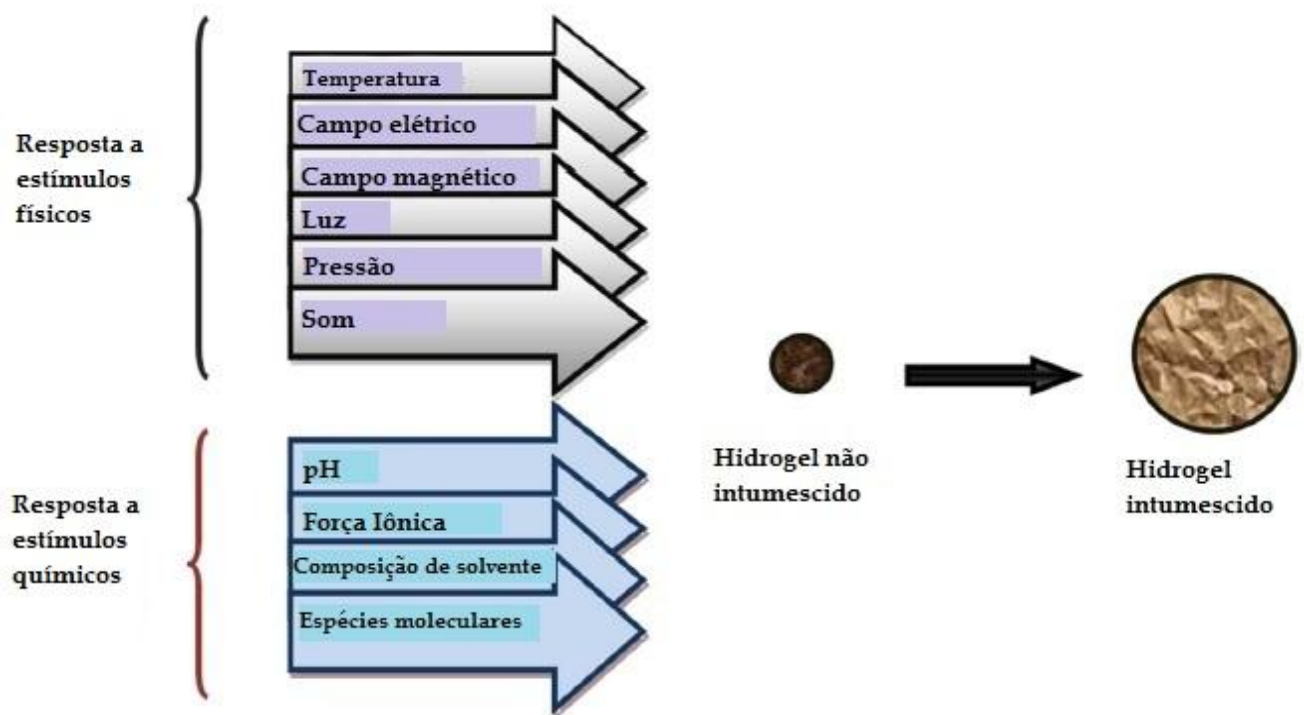 Resposta a
estímulos
físicos
Temperatura
Campo elétrico
Campo magnético
Luz
Pressão
Som
Resposta a
estímulos
químicos
pH
Força Iônica
Composição de solvente
Espécies moleculares
Hidrogel não
intumescido
Hidrogel
intumescido